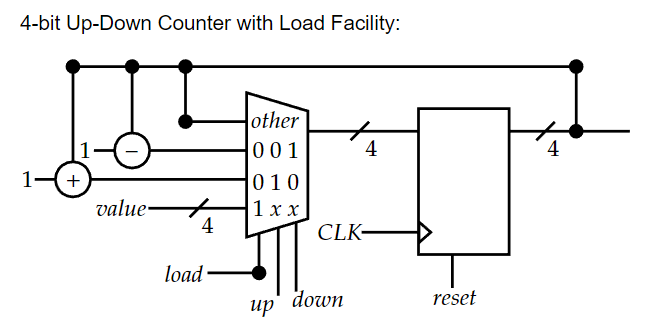 4-bit Up-Down Counter with Load Facility:
other
1 − 0 0 1 4 4
1 + 0 1 0
value 1 x x
4 CLK
load
up down reset